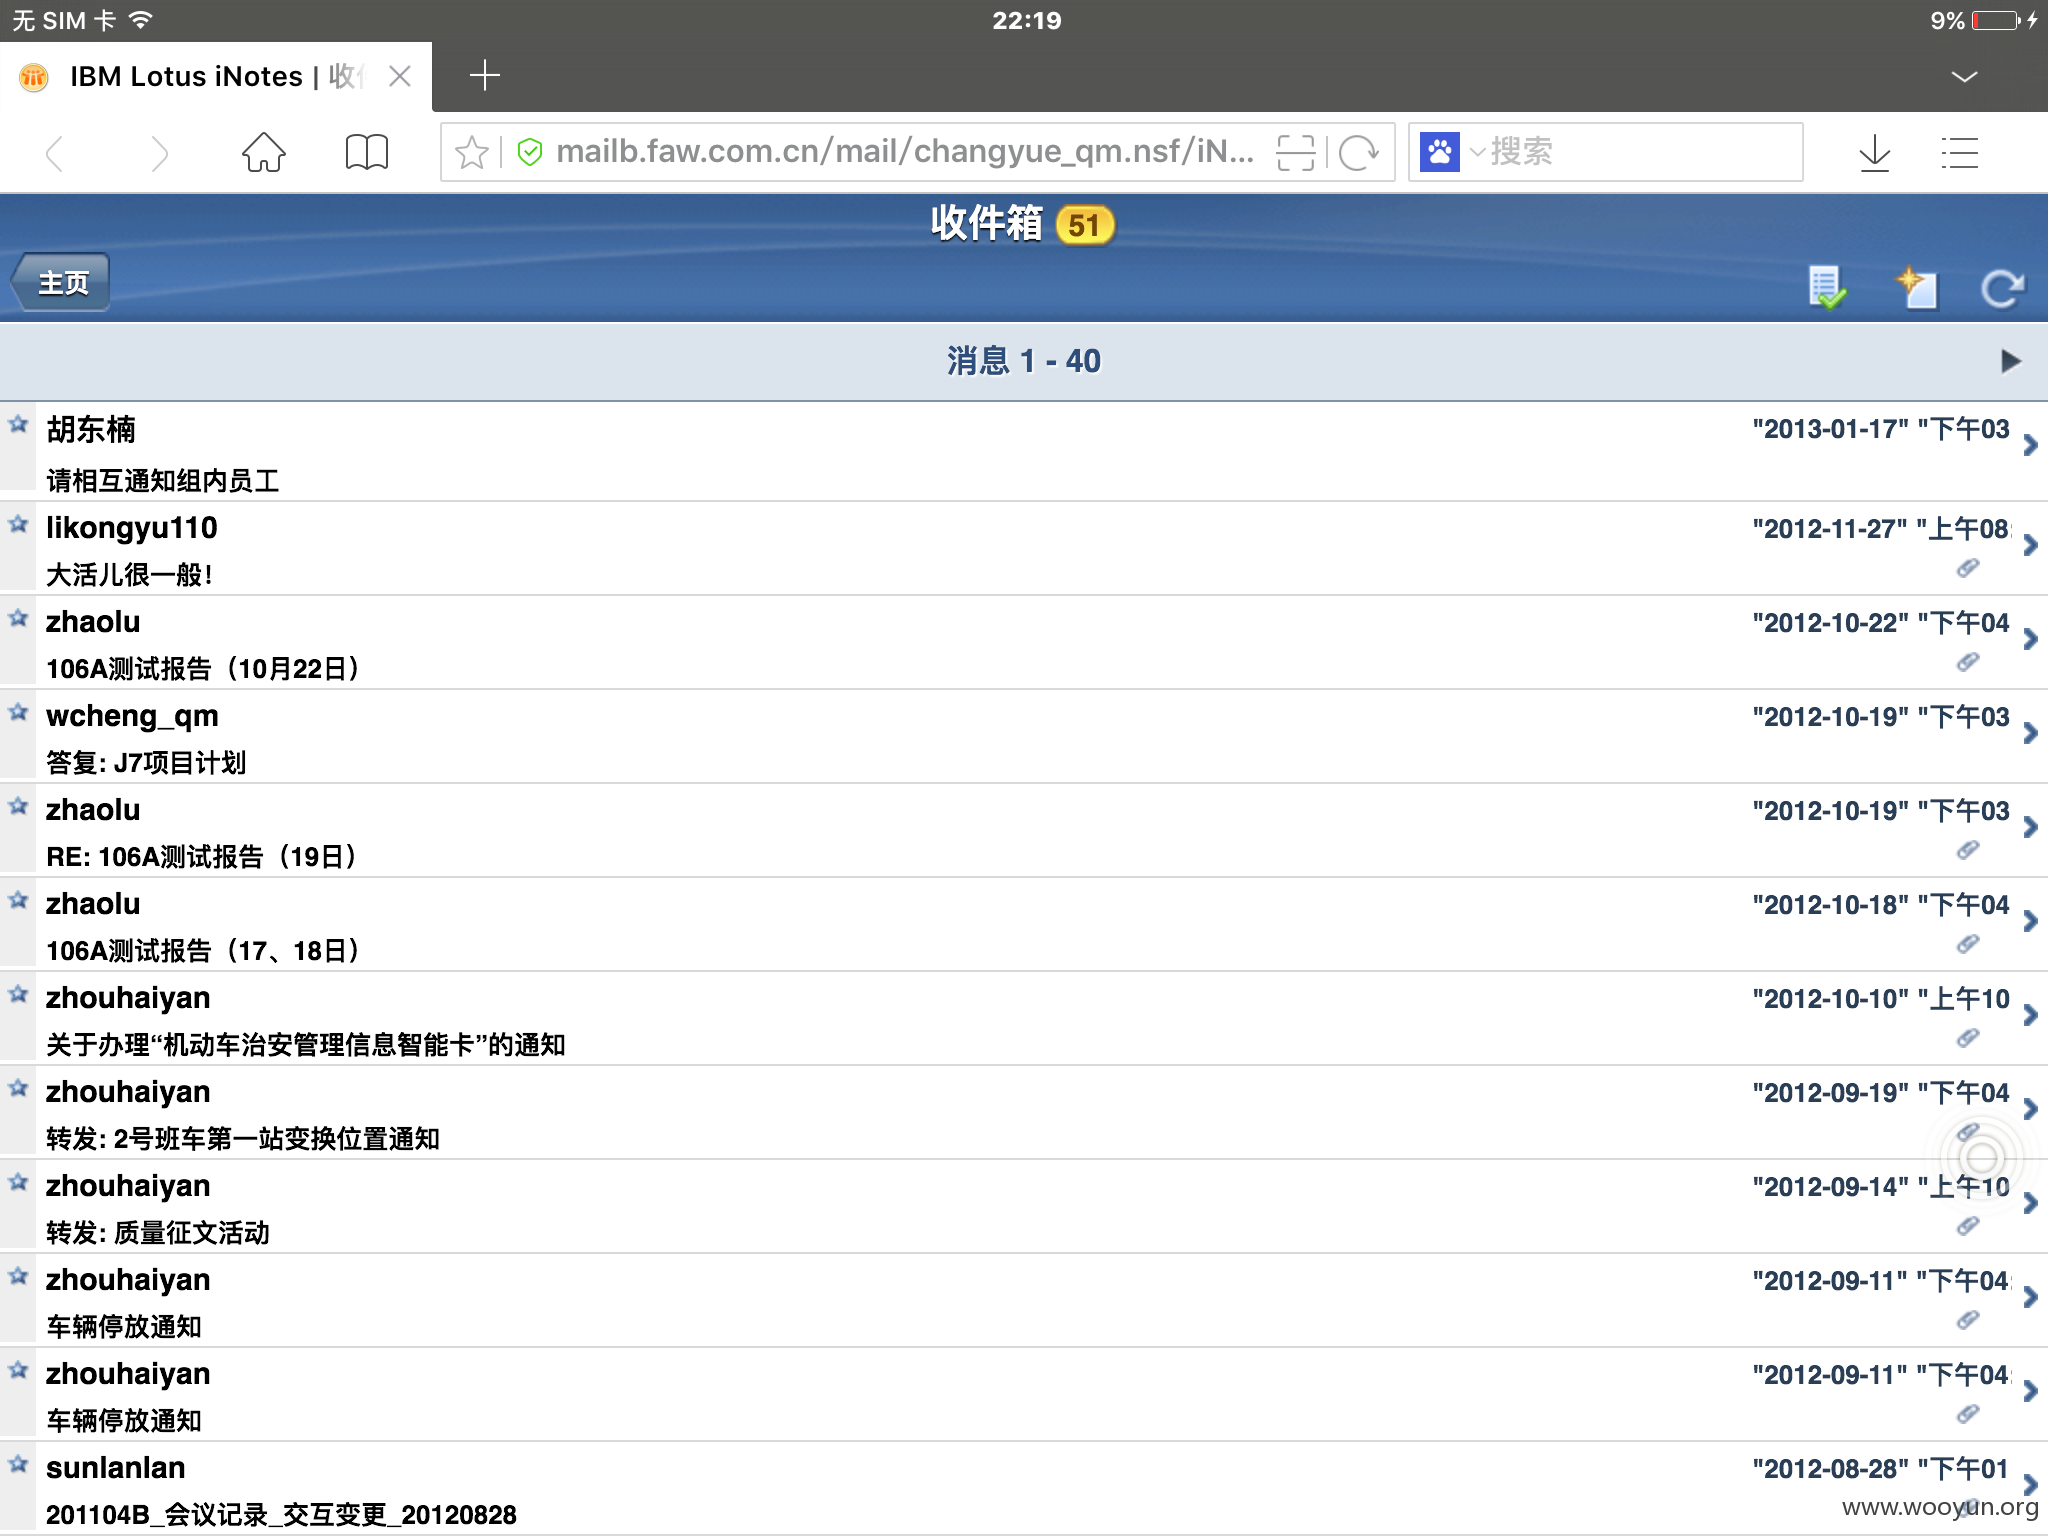 无 SIM 卡
22:19
9%
IBM Lotus iNotes | 收
mailb.faw.com.cn/mail/changyue_qm.nsf/iN...
搜索
收件箱 51
主页
消息 1 - 40
胡东楠
"2013-01-17" "下午03
请相互通知组内员工
likongyu110
"2012-11-27" "上午08:
大活儿很一般!
zhaolu
"2012-10-22" "下午04
106A测试报告（10月22日）
wcheng_qm
"2012-10-19" "下午03
答复: J7项目计划
zhaolu
"2012-10-19" "下午03
RE: 106A测试报告（19日）
zhaolu
"2012-10-18" "下午04
106A测试报告（17、18日）
zhouhaiyan
"2012-10-10" "上午10
关于办理“机动车治安管理信息智能卡”的通知
zhouhaiyan
"2012-09-19" "下午04
转发: 2号班车第一站变换位置通知
zhouhaiyan
"2012-09-14" "上午10
转发: 质量征文活动
zhouhaiyan
"2012-09-11" "下午04:
车辆停放通知
zhouhaiyan
"2012-09-11" "下午04:
车辆停放通知
sunlanlan
"2012-08-28" "下午01
201104B_会议记录_交互变更_20120828
www.wooyun.org